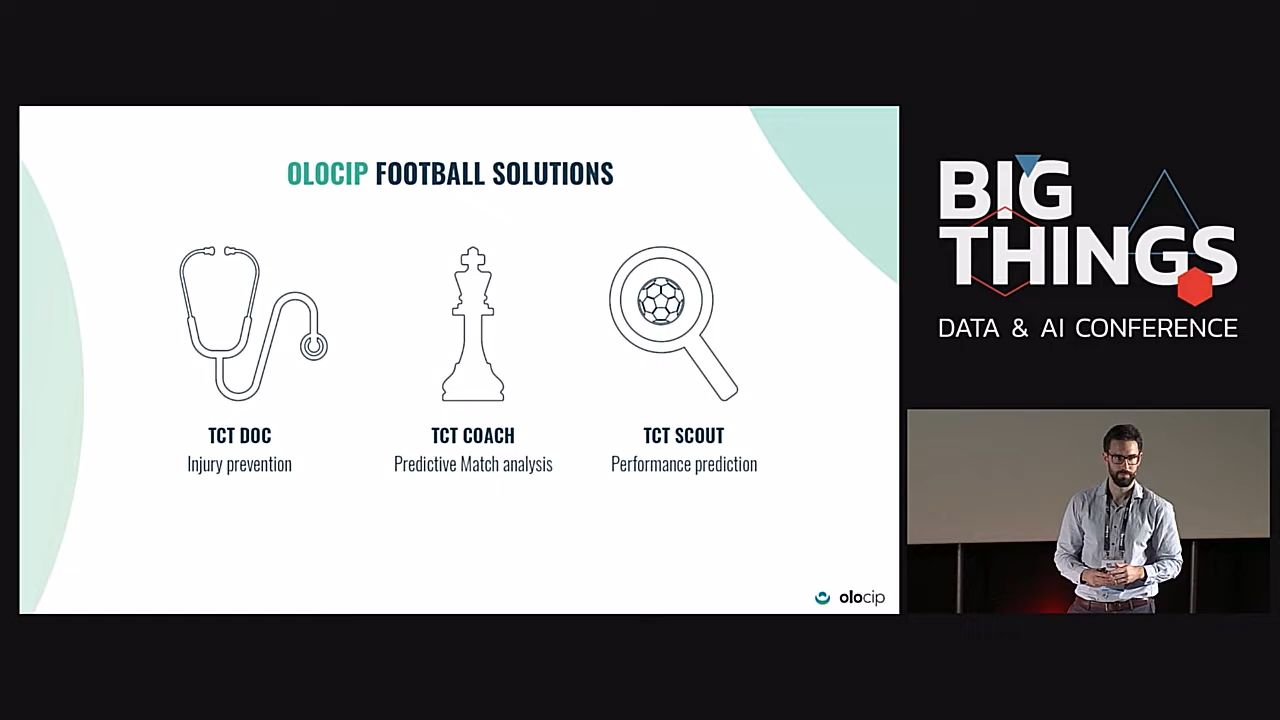 OLOCIP FOOTBALL SOLUTIONS
TCT DOC
Injury prevention
TCT COACH
Predictive Match analysis
TCT SCOUT
Performance prediction
olocip
BIG
THINGS
DATA & AI CONFERENCE